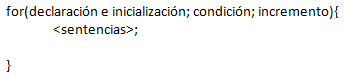 for(declaración e inicialización; condición; incremento){
<sentencias>;
}